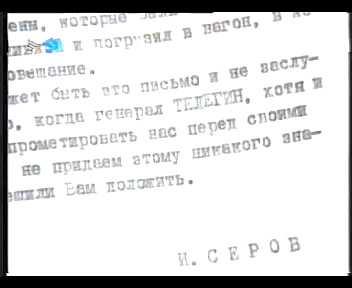 ени, которые
и погрузил в вагон, и
овещание.
жет быть это письмо и не заслу-
, когда генерал ТЕЛЕГИН, хотя и
прометировать нас перед своими
не придаем этому никакого зна-
ешили Вам доложить.
И. СЕРОВ